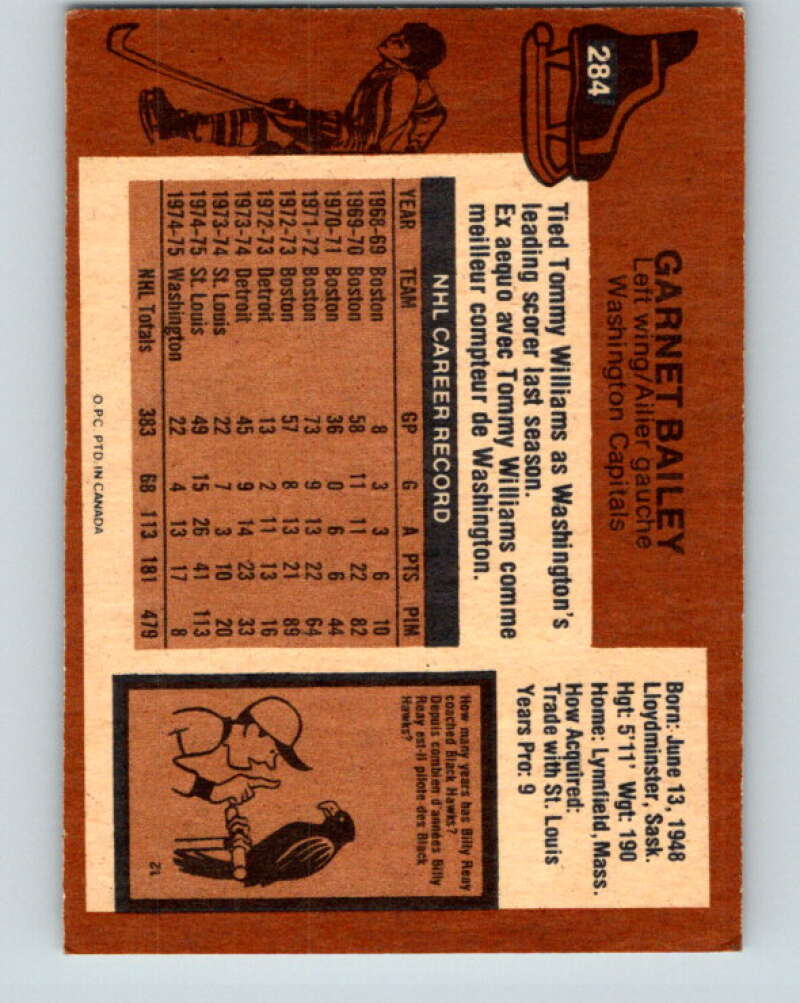 284
GARNET BAILEY
Left wing/Ailier gauche
Washington Capitals
Born: June 13, 1948
Lloydminster, Sask.
Hgt: 5'11' Wgt: 190
Home: Lynnfield, Mass.
How Acquired:
Trade with St. Louis
Years Pro: 9
Tied Tommy Williams as Washington's
leading scorer last season.
Ex aequio avec Tommy Williams comme
meilleur compteur de Washington.
NHL CAREER RECORD
YEAR TEAM GP G A PTS PIM
1968-69 Boston 8 3 3 6 10
1969-70 Boston 58 11 11 22 82
1970-71 Boston 36 0 6 6 44
1971-72 Boston 73 9 13 22 64
1972-73 Boston 57 8 13 21 89
1972-73 Detroit 13 2 11 13 16
1973-74 Detroit 45 9 14 23 33
1973-74 St. Louis 22 7 3 10 20
1974-75 St. Louis 49 15 26 41 113
1974-75 Washington 22 4 13 17 8
NHL Totals 383 68 113 181 479
How many years has Billy Reay
coached Black Hawks?
Depuis combien d'années Billy
Reay est-il pilote des Black
Hawks?
12
O.P.C. PTD. IN CANADA